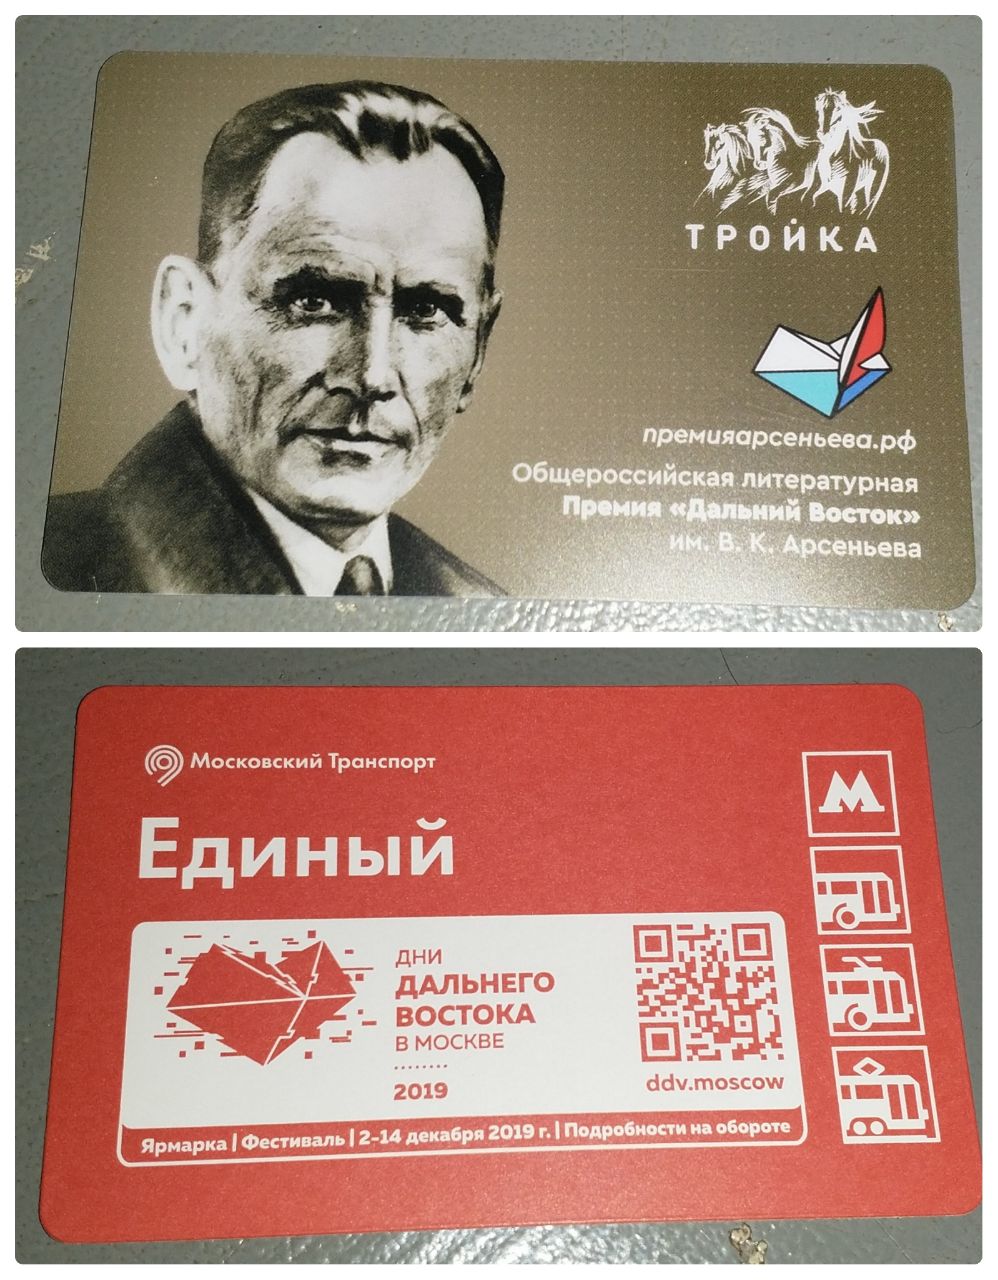 ТРОЙКА
премияарсеньева.рф
Общероссийская литературная
Премия «Дальний Восток»
им. В. К. Арсеньева
Московский Транспорт
Единый
ДНИ
ДАЛЬНЕГО
ВОСТОКА
В МОСКВЕ
2019
ddv.moscow
Ярмарка | Фестиваль | 2-14 декабря 2019 г. | Подробности на обороте
М